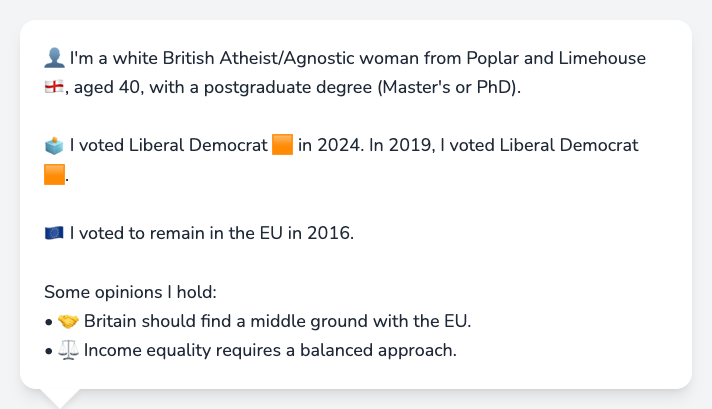 👤 I'm a white British Atheist/Agnostic woman from Poplar and Limehouse
🏴󠁧󠁢󠁥󠁮󠁧󠁿, aged 40, with a postgraduate degree (Master's or PhD).
🗳️ I voted Liberal Democrat 🟧 in 2024. In 2019, I voted Liberal Democrat
🟧.
🇪🇺 I voted to remain in the EU in 2016.
Some opinions I hold:
• 🤝 Britain should find a middle ground with the EU.
• ⚖️ Income equality requires a balanced approach.